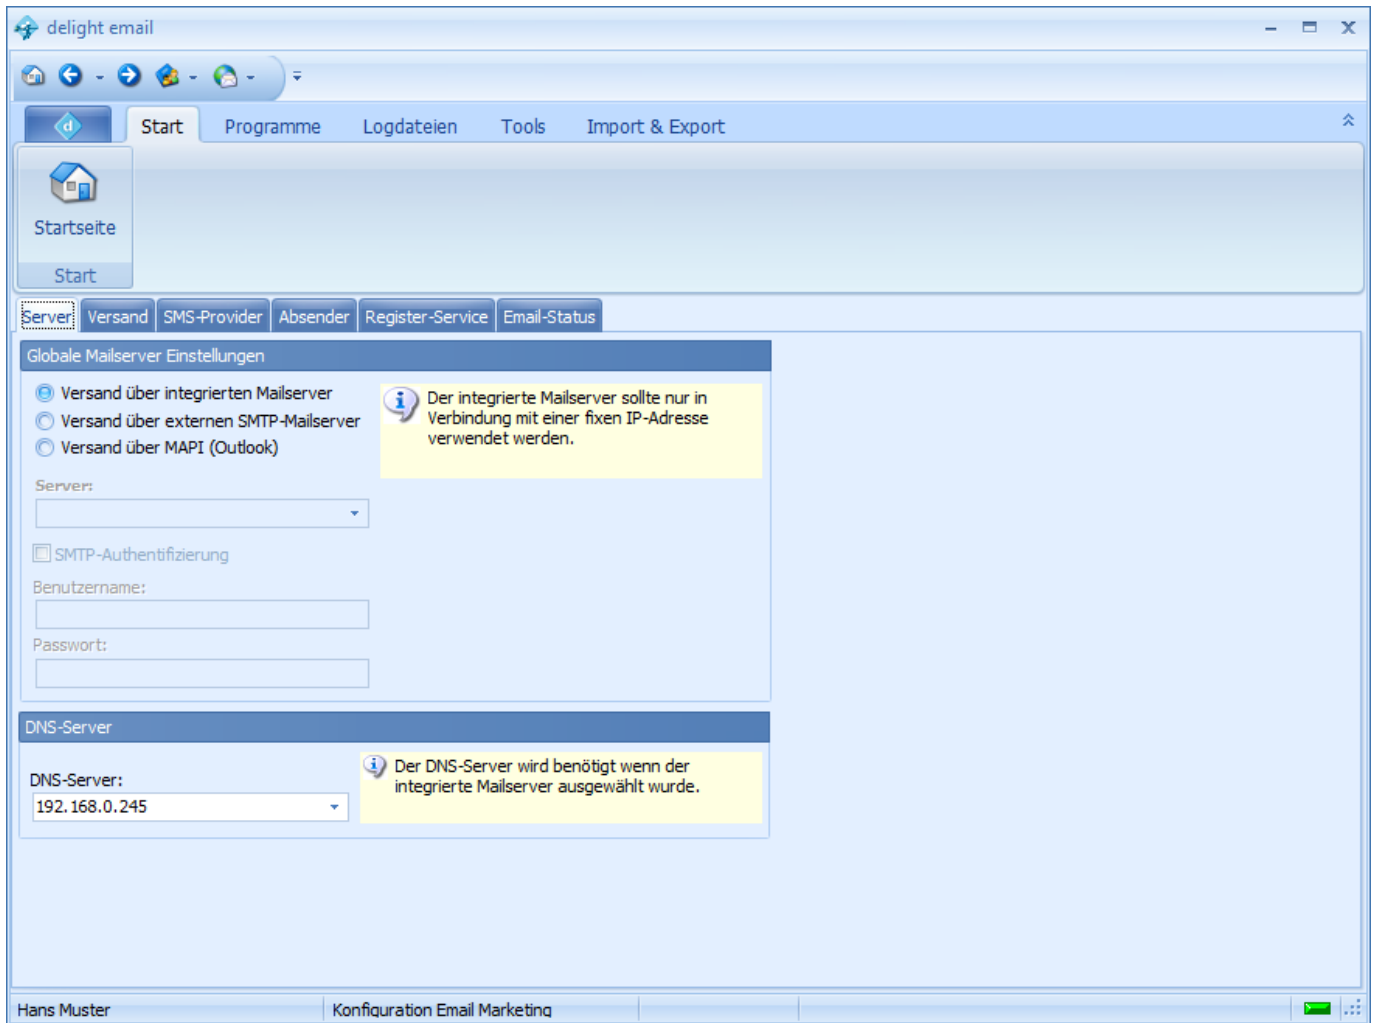 delight email
d
Start Programme Logdateien Tools Import & Export
Startseite
Start
Server Versand SMS-Provider Absender Register-Service Email-Status
Globale Mailserver Einstellungen
Versand über integrierten Mailserver
Versand über externen SMTP-Mailserver
Versand über MAPI (Outlook)
Der integrierte Mailserver sollte nur in
Verbindung mit einer fixen IP-Adresse
verwendet werden.
Server:
SMTP-Authentifizierung
Benutzername:
Passwort:
DNS-Server
DNS-Server:
192.168.0.245
Der DNS-Server wird benötigt wenn der
integrierte Mailserver ausgewählt wurde.
Hans Muster Konfiguration Email Marketing